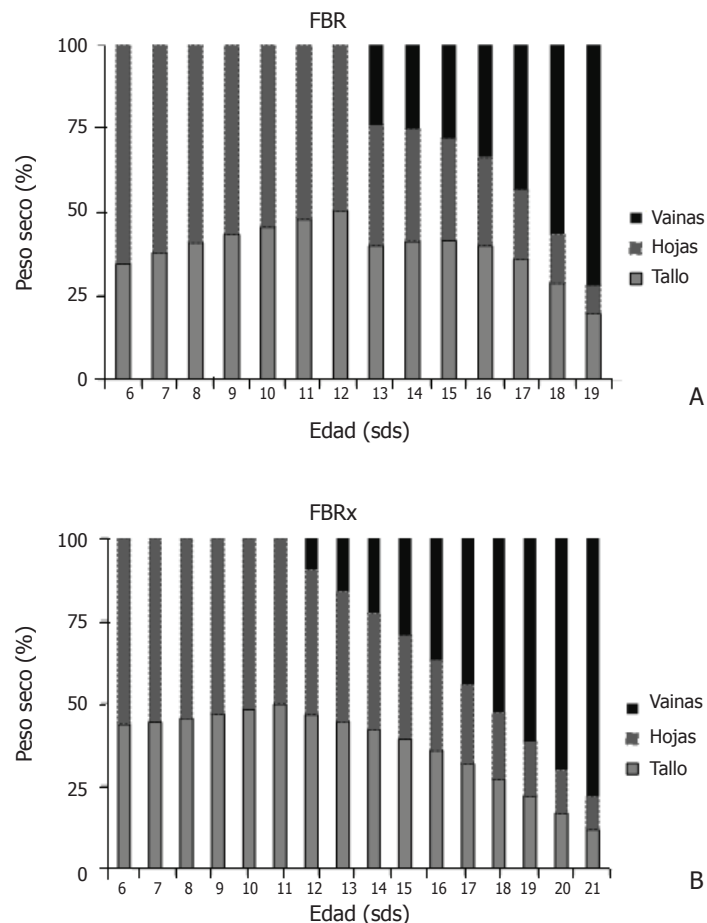 FBR
100
75
50
25
0
Peso seco (%)
6 7 8 9 10 11 12 13 14 15 16 17 18 19
Edad (sds)
Vainas
Hojas
Tallo
A
FBRx
100
75
50
25
0
Peso seco (%)
6 7 8 9 10 11 12 13 14 15 16 17 18 19 20 21
Edad (sds)
Vainas
Hojas
Tallo
B